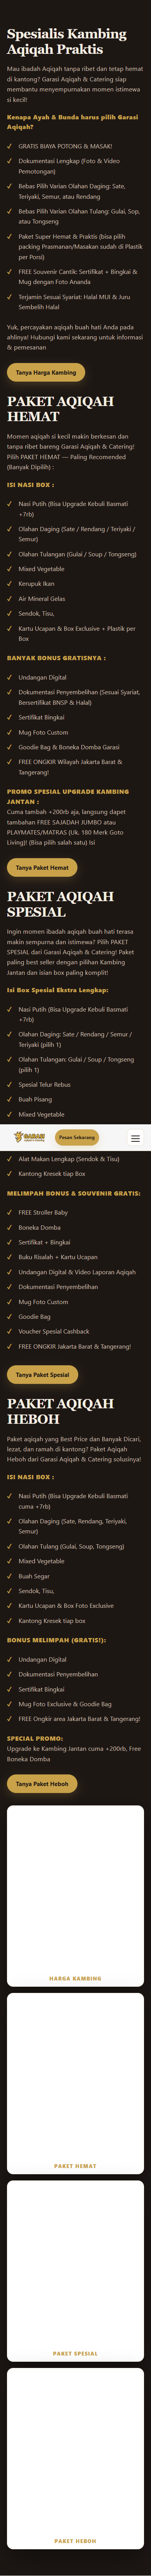 Spesialis Kambing
Aqiqah Praktis
Mau ibadah Aqiqah tanpa ribet dan tetap hemat
di kantong? Garasi Aqiqah & Catering siap
membantu menyempurnakan momen istimewa
si kecil!
Kenapa Ayah & Bunda harus pilih Garasi
Aqiqah?
✓ GRATIS BIAYA POTONG & MASAK!
✓ Dokumentasi Lengkap (Foto & Video
Pemotongan)
✓ Bebas Pilih Varian Olahan Daging: Sate,
Teriyaki, Semur, atau Rendang
✓ Bebas Pilih Varian Olahan Tulang: Gulai, Sop,
atau Tongseng
✓ Paket Super Hemat & Praktis (bisa pilih
packing Prasmanan/Masakan sudah di Plastik
per Porsi)
✓ FREE Souvenir Cantik: Sertifikat + Bingkai &
Mug dengan Foto Ananda
✓ Terjamin Sesuai Syariat: Halal MUI & Juru
Sembelih Halal
Yuk, percayakan aqiqah buah hati Anda pada
ahlinya! Hubungi kami sekarang untuk informasi
& pemesanan
Tanya Harga Kambing
PAKET AQIQAH
HEMAT
Momen aqiqah si kecil makin berkesan dan
tanpa ribet bareng Garasi Aqiqah & Catering!
Pilih PAKET HEMAT — Paling Recomended
(Banyak Dipilih) :
ISI NASI BOX :
✓ Nasi Putih (Bisa Upgrade Kebuli Basmati
+7rb)
✓ Olahan Daging (Sate / Rendang / Teriyaki /
Semur)
✓ Olahan Tulangan (Gulai / Soup / Tongseng)
✓ Mixed Vegetable
✓ Kerupuk Ikan
✓ Air Mineral Gelas
✓ Sendok, Tisu,
✓ Kartu Ucapan & Box Exclusive + Plastik per
Box
BANYAK BONUS GRATISNYA :
✓ Undangan Digital
✓ Dokumentasi Penyembelihan (Sesuai Syariat,
Bersertifikat BNSP & Halal)
✓ Sertifikat Bingkai
✓ Mug Foto Custom
✓ Goodie Bag & Boneka Domba Garasi
✓ FREE ONGKIR Wilayah Jakarta Barat &
Tangerang!
PROMO SPESIAL UPGRADE KAMBING
JANTAN :
Cuma tambah +200rb aja, langsung dapet
tambahan FREE SAJADAH JUMBO atau
PLAYMATES/MATRAS (Uk. 180 Merk Goto
Living)! (Bisa pilih salah satu) Isi
Tanya Paket Hemat
PAKET AQIQAH
SPESIAL
Ingin momen ibadah aqiqah buah hati terasa
makin sempurna dan istimewa? Pilih PAKET
SPECIAL dari Garasi Aqiqah & Catering! Paket
paling best seller dengan pilihan Kambing
Jantan dan isian box paling komplit!
Isi Box Spesial Ekstra Lengkap:
✓ Nasi Putih (Bisa Upgrade Kebuli Basmati
+7rb)
✓ Olahan Daging: Sate / Rendang / Semur /
Teriyaki (pilih 1)
✓ Olahan Tulangan: Gulai / Soup / Tongseng
(pilih 1)
✓ Spesial Telur Rebus
✓ Buah Pisang
✓ Mixed Vegetable
GARASI
Pesan Sekarang
✓ Alat Makan Lengkap (Sendok & Tisu)
✓ Kantong Kresek tiap Box
MELIMPAH BONUS & SOUVENIR GRATIS:
✓ FREE Stroller Baby
✓ Boneka Domba
✓ Sertifikat + Bingkai
✓ Buku Risalah + Kartu Ucapan
✓ Undangan Digital & Video Laporan Aqiqah
✓ Dokumentasi Penyembelihan
✓ Mug Foto Custom
✓ Goodie Bag
✓ Voucher Spesial Cashback
✓ FREE ONGKIR Jakarta Barat & Tangerang!
Tanya Paket Spesial
PAKET AQIQAH
HEBOH
Paket aqiqah yang Best Price dan Banyak Dicari,
lezat, dan ramah di kantong? Paket Aqiqah
Heboh dari Garasi Aqiqah & Catering solusinya!
ISI NASI BOX :
✓ Nasi Putih (Bisa Upgrade Kebuli Basmati
cuma +7rb)
✓ Olahan Daging (Sate, Rendang, Teriyaki,
Semur)
✓ Olahan Tulang (Gulai, Soup, Tongseng)
✓ Mixed Vegetable
✓ Buah Segar
✓ Sendok, Tisu,
✓ Kartu Ucapan & Box Foto Exclusive
✓ Kantong Kresek tiap box
BONUS MELIMPAH (GRATIS!):
✓ Undangan Digital
✓ Dokumentasi Penyembelihan
✓ Sertifikat Bingkai
✓ Mug Foto Exclusive & Goodie Bag
✓ FREE Ongkir area Jakarta Barat & Tangerang!
SPECIAL PROMO:
Upgrade ke Kambing Jantan cuma +200rb, Free
Boneka Domba
Tanya Paket Heboh
HARGA KAMBING
PAKET HEMAT
PAKET SPESIAL
PAKET HEBOH